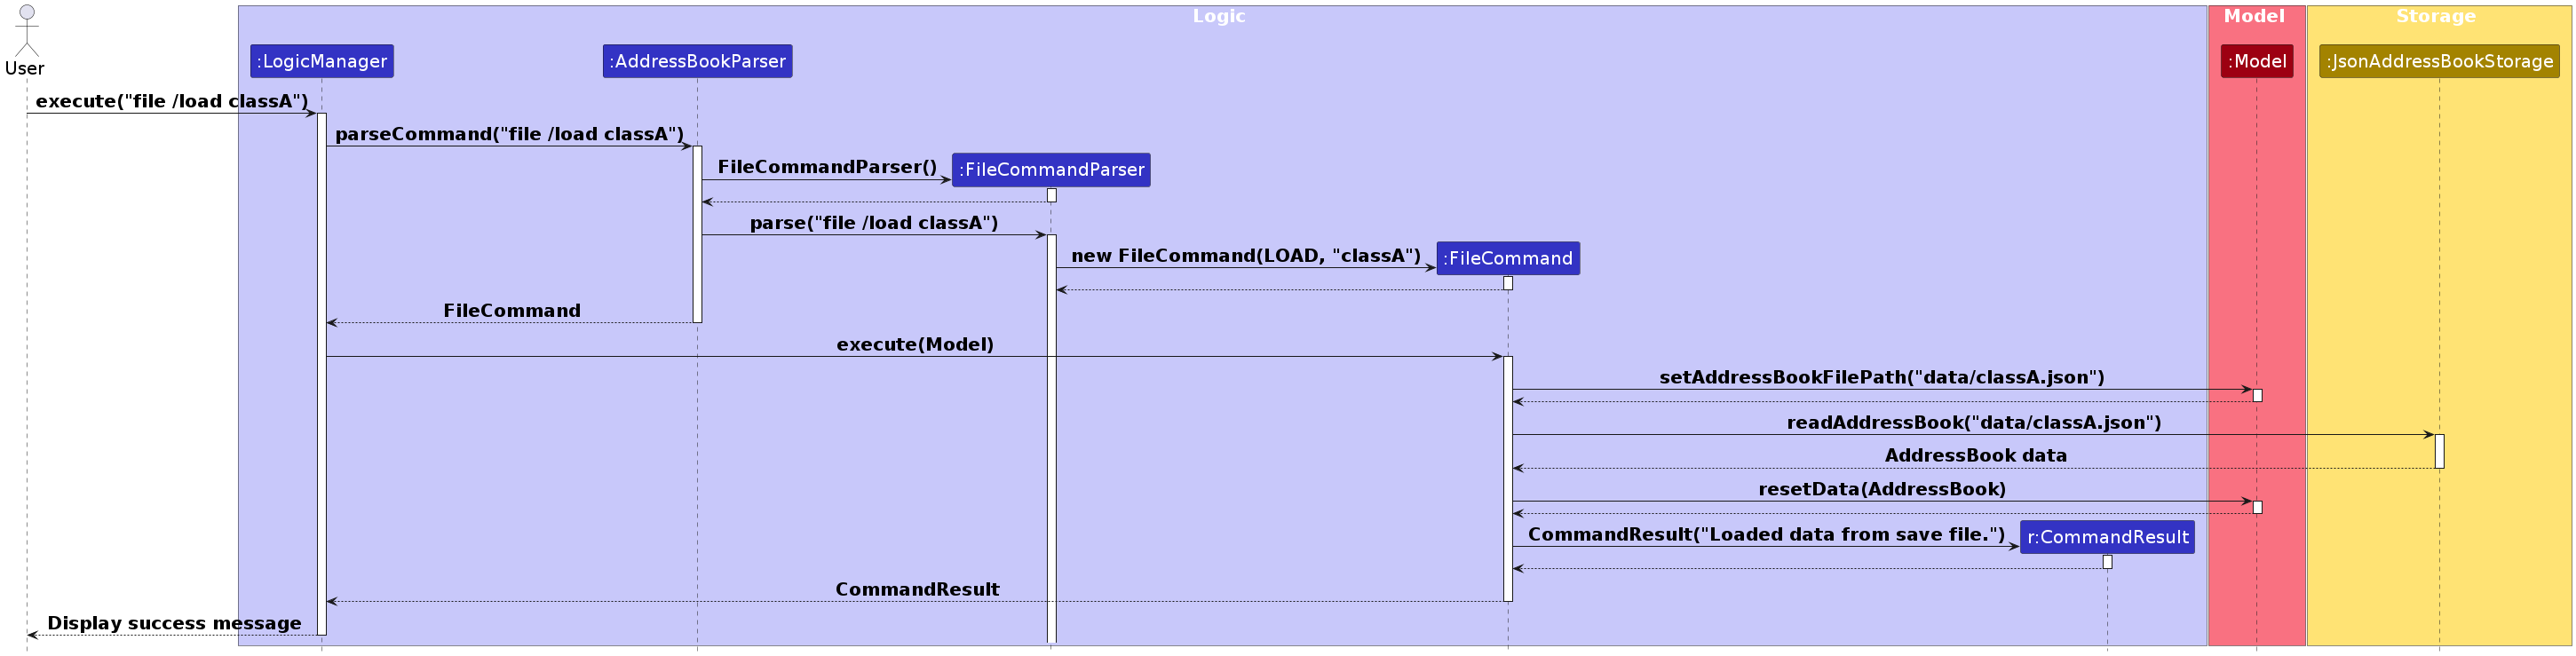 Logic
Model
Storage
User
:LogicManager
:AddressBookParser
:Model
:JsonAddressBookStorage
execute("file /load classA")
parseCommand("file /load classA")
FileCommandParser()
:FileCommandParser
parse("file /load classA")
new FileCommand(LOAD, "classA")
:FileCommand
FileCommand
execute(Model)
setAddressBookFilePath("data/classA.json")
readAddressBook("data/classA.json")
AddressBook data
resetData(AddressBook)
CommandResult("Loaded data from save file.")
r:CommandResult
CommandResult
Display success message